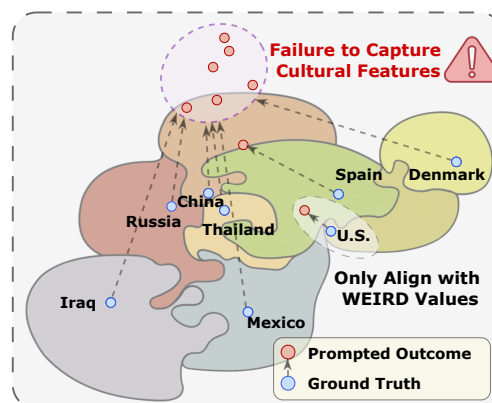 Failure to Capture
Cultural Features
Spain
Denmark
China
Russia
Thailand
U.S.
Only Align with
WEIRD Values
Iraq
Mexico
Prompted Outcome
Ground Truth